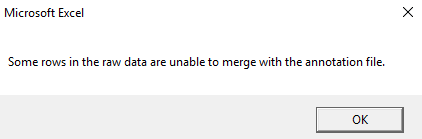 Microsoft Excel
Some rows in the raw data are unable to merge with the annotation file.
OK